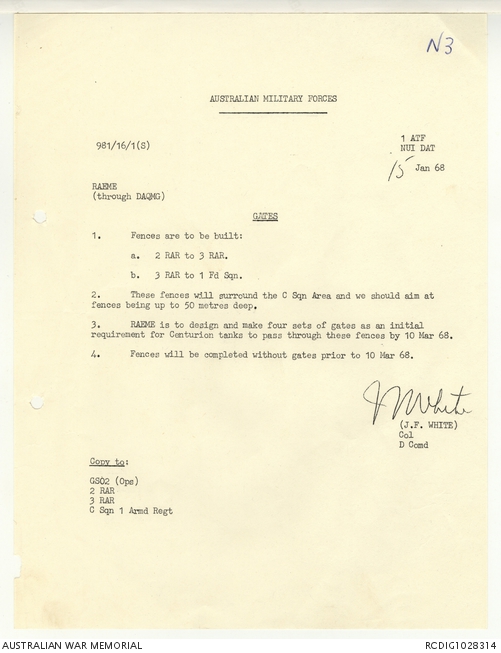 N3
AUSTRALIAN MILITARY FORCES
981/16/1(S)
1 ATF
NUI DAT
15 Jan 68
RAEME
(through DAQMG)
GATES
1. Fences are to be built:
a. 2 RAR to 3 RAR.
b. 3 RAR to 1 Fd Sqn.
2. These fences will surround the C Sqn Area and we should aim at
fences being up to 50 metres deep.
3. RAEME is to design and make four sets of gates as an initial
requirement for Centurion tanks to pass through these fences by 10 Mar 68.
4. Fences will be completed without gates prior to 10 Mar 68.
J White
(J.F. WHITE)
Col
D Comd
Copy to:
GSO2 (Ops)
2 RAR
3 RAR
C Sqn 1 Armd Regt
AUSTRALIAN WAR MEMORIAL
RCDIG1028314